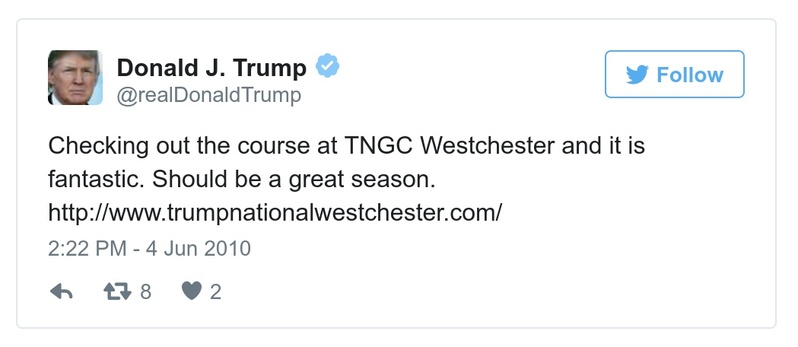 Donald J. Trump
@realDonaldTrump
Follow
Checking out the course at TNGC Westchester and it is
fantastic. Should be a great season.
http://www.trumpnationalwestchester.com/
2:22 PM - 4 Jun 2010
8 2